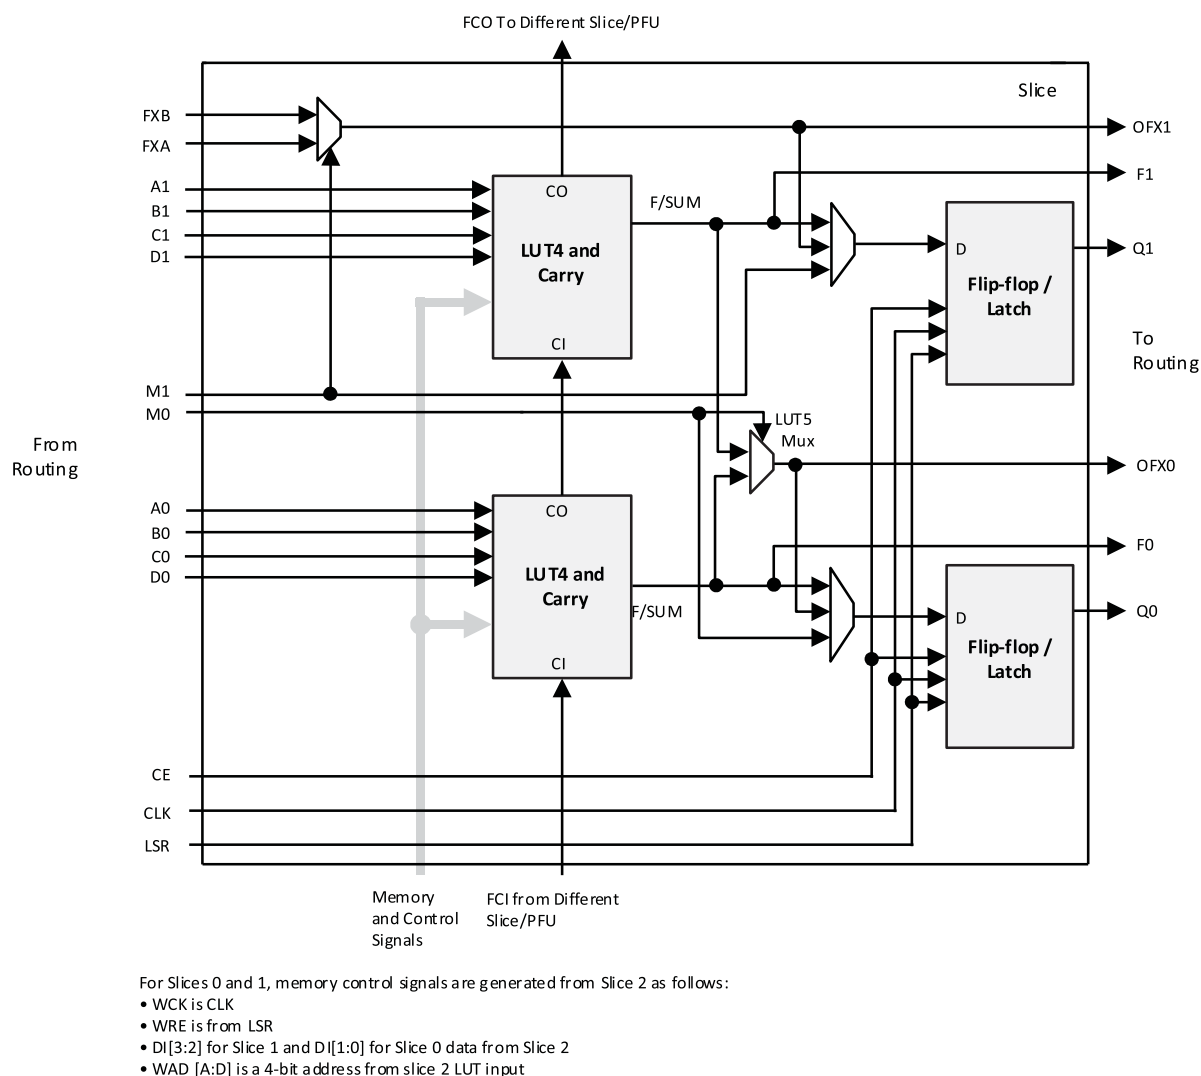 FCO To Different Slice/PFU
Slice
FXB
FXA
OFX1
F1
A1
B1
C1
D1
CO
F/SUM
LUT4 and
Carry
CI
D
Flip-flop /
Latch
Q1
To
Routing
M1
M0
From
Routing
LUT5
Mux
OFX0
A0
B0
C0
D0
CO
LUT4 and
Carry
CI
F/SUM
F0
D
Flip-flop /
Latch
Q0
CE
CLK
LSR
Memory
and Control
Signals
FCI from Different
Slice/PFU
For Slices 0 and 1, memory control signals are generated from Slice 2 as follows:
• WCK is CLK
• WRE is from LSR
• DI[3:2] for Slice 1 and DI[1:0] for Slice 0 data from Slice 2
• WAD [A:D] is a 4-bit address from slice 2 LUT input